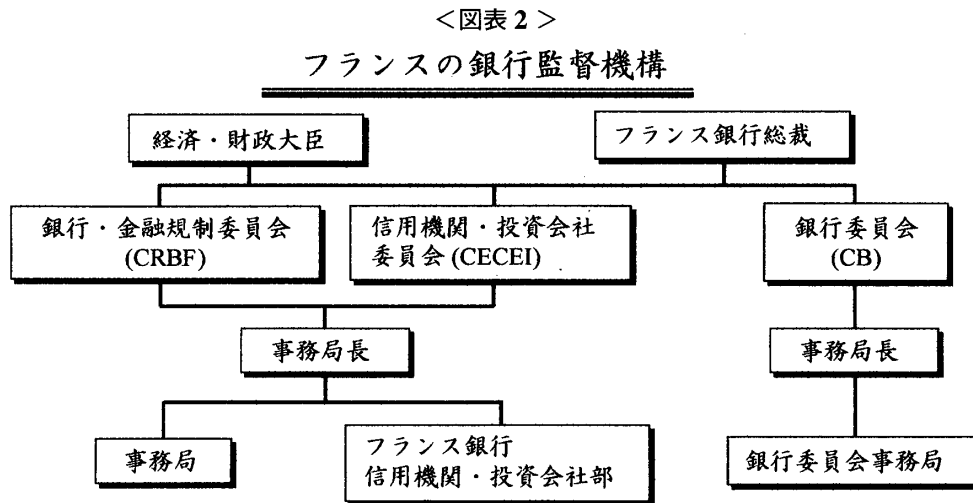 ＜図表 2 ＞
フランスの銀行監督機構
経済・財政大臣
フランス銀行総裁
銀行・金融規制委員会
(CRBF)
信用機関・投資会社
委員会 (CECEI)
銀行委員会
(CB)
事務局長
事務局長
事務局
フランス銀行
信用機関・投資会社部
銀行委員会事務局